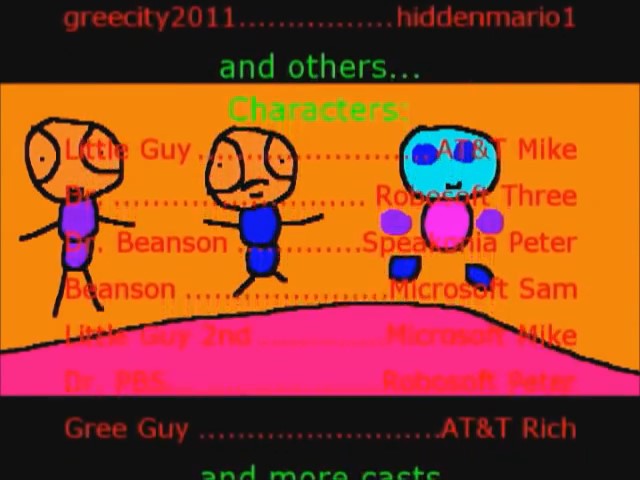 greecity2011................hiddenmario1
and others...
Characters:
Little Guy ........................AT&T Mike
Dr. ........................... Robosoft Three
Dr. Beanson .............Speakonia Peter
Beanson ......................Microsoft Sam
Little Guy 2nd ..............Microsoft Mike
Dr. PBS........................Robosoft Peter
Gree Guy .........................AT&T Rich
and more casts